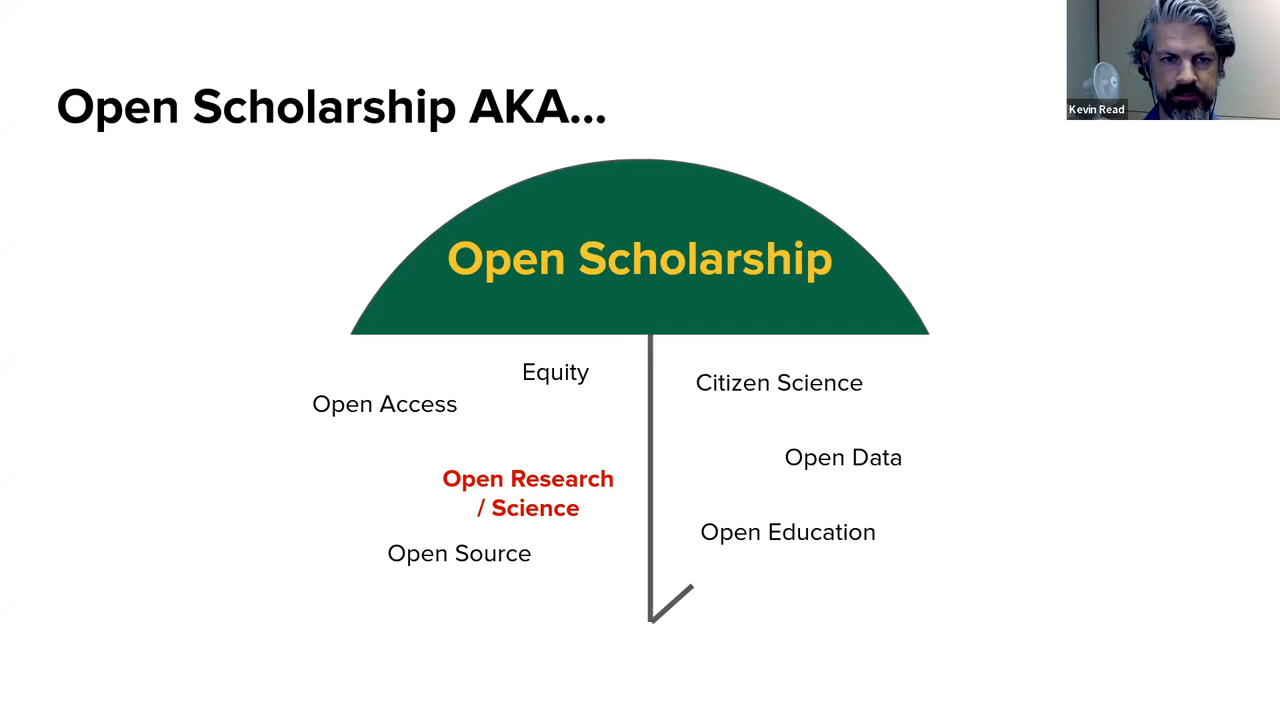 Kevin Read
Open Scholarship AKA...
Open Scholarship
Equity
Open Access
Open Research
/ Science
Open Source
Citizen Science
Open Data
Open Education